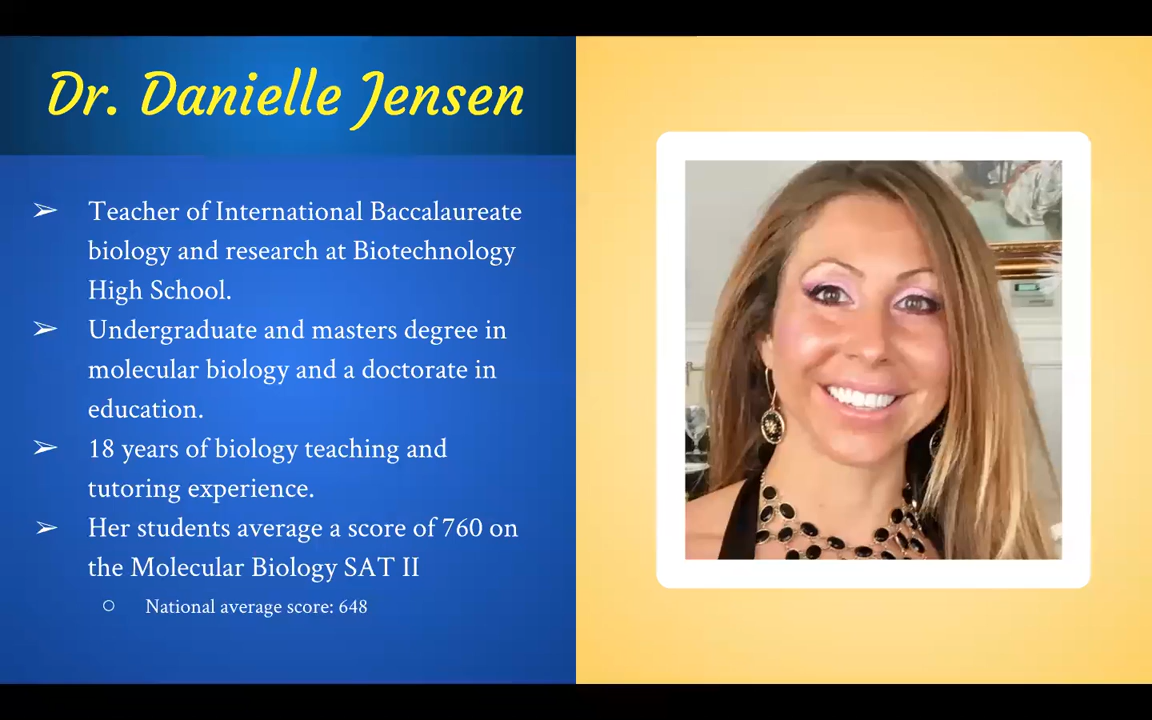 Dr. Danielle Jensen
➢ Teacher of International Baccalaureate
biology and research at Biotechnology
High School.
➢ Undergraduate and masters degree in
molecular biology and a doctorate in
education.
➢ 18 years of biology teaching and
tutoring experience.
➢ Her students average a score of 760 on
the Molecular Biology SAT II
○ National average score: 648